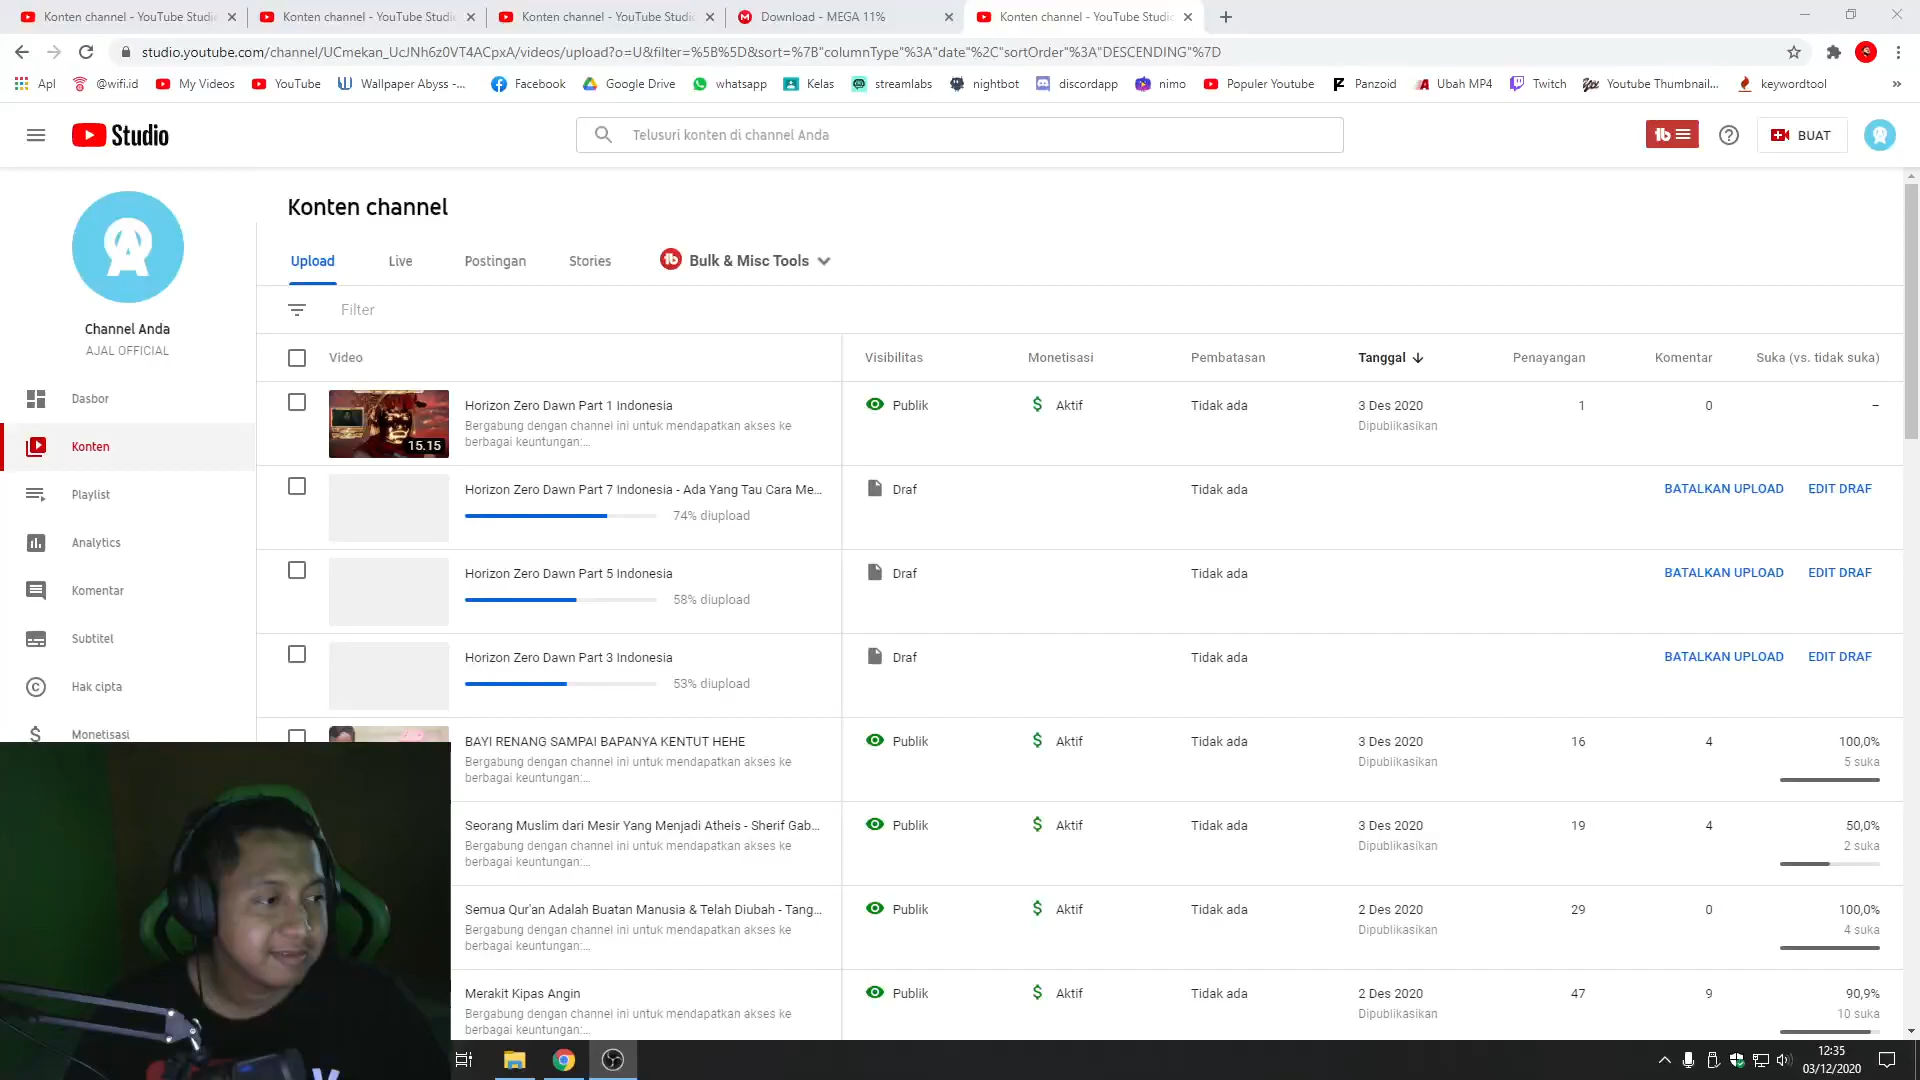 Konten channel - YouTube Studi
Konten channel - YouTube Studi
Konten channel - YouTube Studi
Download - MEGA 11%
Konten channel - YouTube Studi
studio.youtube.com/channel/UCmekan_UcJNh6z0VT4ACpxA/videos/upload?o=U&filter=%5B%5D&sort=%7B"columnType"%3A"date"%2C"sortOrder"%3A"DESCENDING"%7D
Apl @wifi.id My Videos YouTube Wallpaper Abyss -... Facebook Google Drive whatsapp Kelas streamlabs nightbot discordapp nimo Populer Youtube Panzoid Ubah MP4 Twitch Youtube Thumbnail... keywordtool »
Studio
Telusuri konten di channel Anda
BUAT
Channel Anda
AJAL OFFICIAL
Dasbor
Konten
Playlist
Analytics
Komentar
Subtitel
Hak cipta
Monetisasi
Konten channel
Upload Live Postingan Stories Bulk & Misc Tools
Filter
Video Visibilitas Monetisasi Pembatasan Tanggal Penayangan Komentar Suka (vs. tidak suka)
15.15
Horizon Zero Dawn Part 1 Indonesia Publik Aktif Tidak ada 3 Des 2020 1 0 –
Bergabung dengan channel ini untuk mendapatkan akses ke Dipublikasikan
berbagai keuntungan:...
Horizon Zero Dawn Part 7 Indonesia - Ada Yang Tau Cara Me... Draf Tidak ada BATALKAN UPLOAD EDIT DRAF
74% diupload
Horizon Zero Dawn Part 5 Indonesia Draf Tidak ada BATALKAN UPLOAD EDIT DRAF
58% diupload
Horizon Zero Dawn Part 3 Indonesia Draf Tidak ada BATALKAN UPLOAD EDIT DRAF
53% diupload
BAYI RENANG SAMPAI BAPANYA KENTUT HEHE Publik Aktif Tidak ada 3 Des 2020 16 4 100,0%
Bergabung dengan channel ini untuk mendapatkan akses ke Dipublikasikan 5 suka
berbagai keuntungan:...
Seorang Muslim dari Mesir Yang Menjadi Atheis - Sherif Gab... Publik Aktif Tidak ada 3 Des 2020 19 4 50,0%
Bergabung dengan channel ini untuk mendapatkan akses ke Dipublikasikan 2 suka
berbagai keuntungan:...
Semua Qur'an Adalah Buatan Manusia & Telah Diubah - Tang... Publik Aktif Tidak ada 2 Des 2020 29 0 100,0%
Bergabung dengan channel ini untuk mendapatkan akses ke Dipublikasikan 4 suka
berbagai keuntungan:...
Merakit Kipas Angin Publik Aktif Tidak ada 2 Des 2020 47 9 90,9%
Bergabung dengan channel ini untuk mendapatkan akses ke Dipublikasikan 10 suka
berbagai keuntungan:...
12:35
03/12/2020